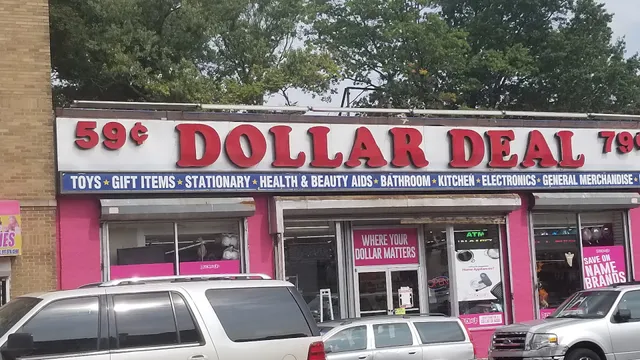 59¢ DOLLAR DEAL 79¢
TOYS ★ GIFT ITEMS ★ STATIONARY ★ HEALTH & BEAUTY AIDS ★ BATHROOM ★ KITCHEN ★ ELECTRONICS ★ GENERAL MERCHANDISE ★
WHERE YOUR
DOLLAR MATTERS
ATM
OPEN
SAVE ON
NAME
BRANDS